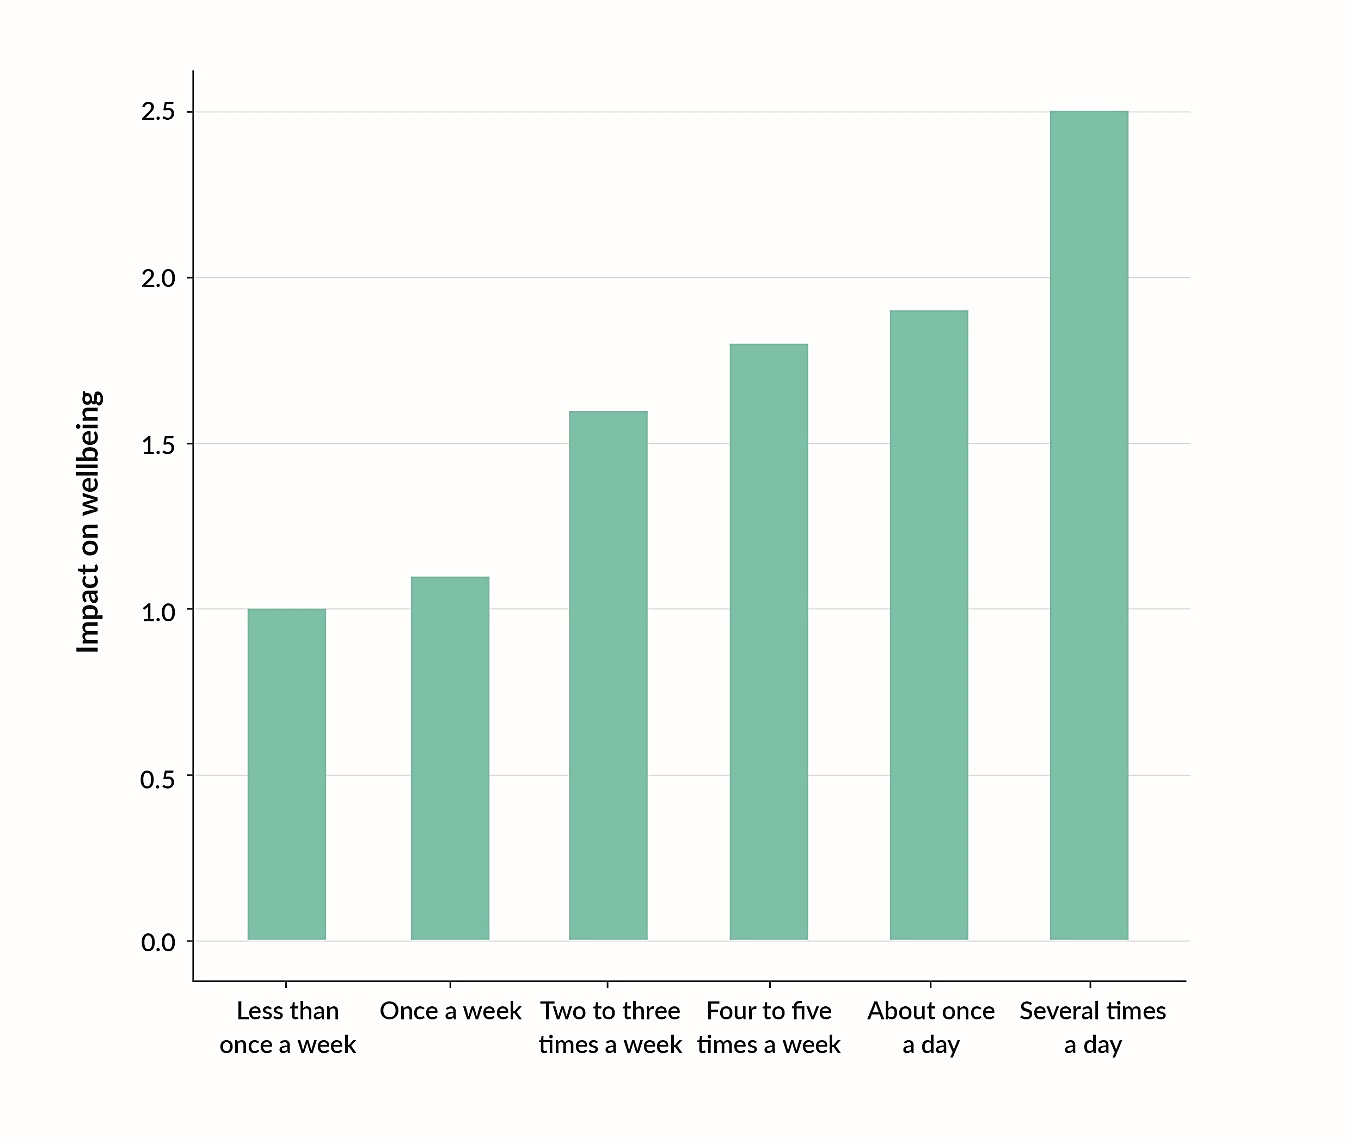 2.5
2.0
1.5
1.0
0.5
0.0
Impact on wellbeing
Less than
once a week
Once a week
Two to three
times a week
Four to five
times a week
About once
a day
Several times
a day